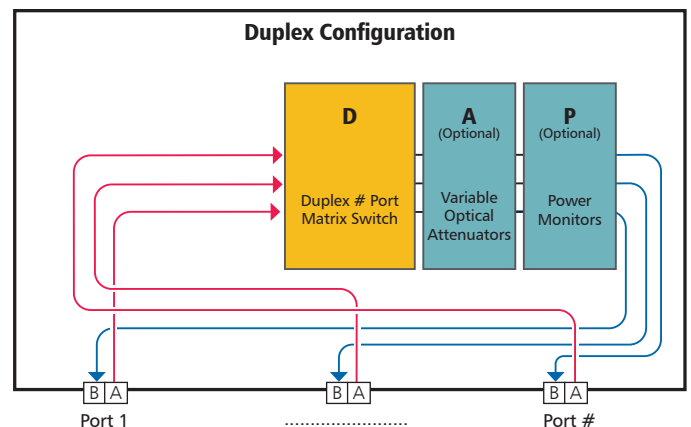 Duplex Configuration
D
Duplex # Port
Matrix Switch
A
(Optional)
Variable
Optical
Attenuators
P
(Optional)
Power
Monitors
B A
B A
B A
Port 1
........................
Port #